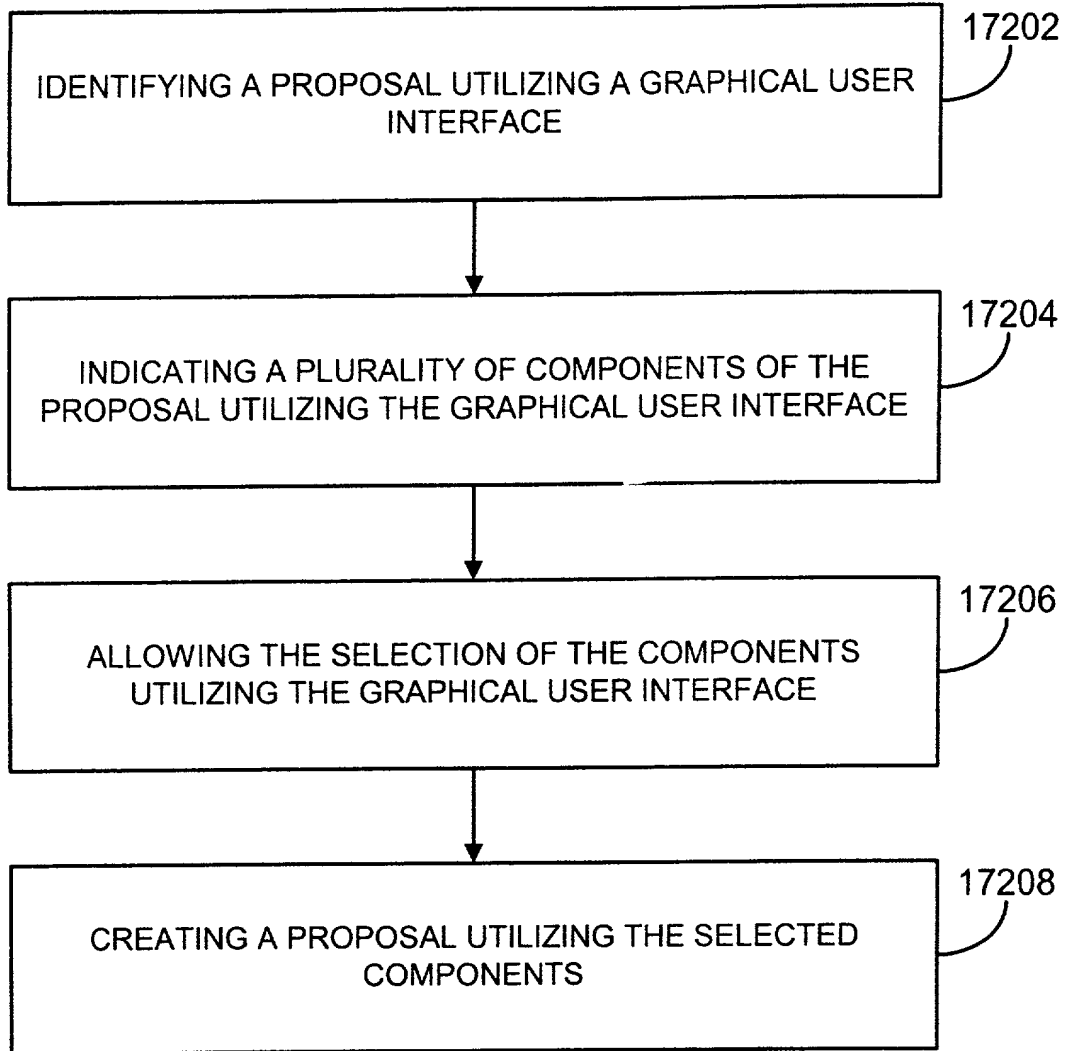 17202
IDENTIFYING A PROPOSAL UTILIZING A GRAPHICAL USER
INTERFACE
17204
INDICATING A PLURALITY OF COMPONENTS OF THE
PROPOSAL UTILIZING THE GRAPHICAL USER INTERFACE
17206
ALLOWING THE SELECTION OF THE COMPONENTS
UTILIZING THE GRAPHICAL USER INTERFACE
17208
CREATING A PROPOSAL UTILIZING THE SELECTED
COMPONENTS